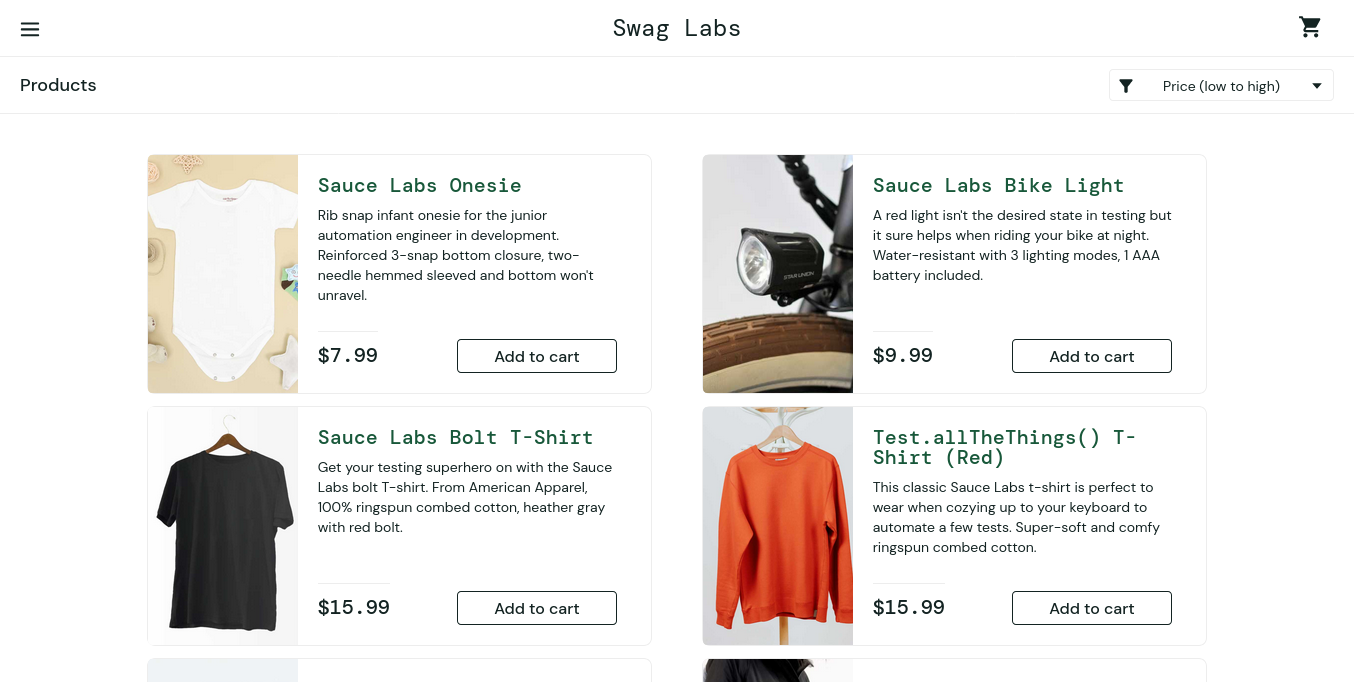 Swag Labs
Products
Price (low to high)
Sauce Labs Onesie
Rib snap infant onesie for the junior
automation engineer in development.
Reinforced 3-snap bottom closure, two-
needle hemmed sleeved and bottom won't
unravel.
$7.99
Add to cart
Sauce Labs Bike Light
A red light isn't the desired state in testing but
it sure helps when riding your bike at night.
Water-resistant with 3 lighting modes, 1 AAA
battery included.
STAR UNION
$9.99
Add to cart
Sauce Labs Bolt T-Shirt
Get your testing superhero on with the Sauce
Labs bolt T-shirt. From American Apparel,
100% ringspun combed cotton, heather gray
with red bolt.
$15.99
Add to cart
Test.allTheThings() T-
Shirt (Red)
This classic Sauce Labs t-shirt is perfect to
wear when cozying up to your keyboard to
automate a few tests. Super-soft and comfy
ringspun combed cotton.
$15.99
Add to cart